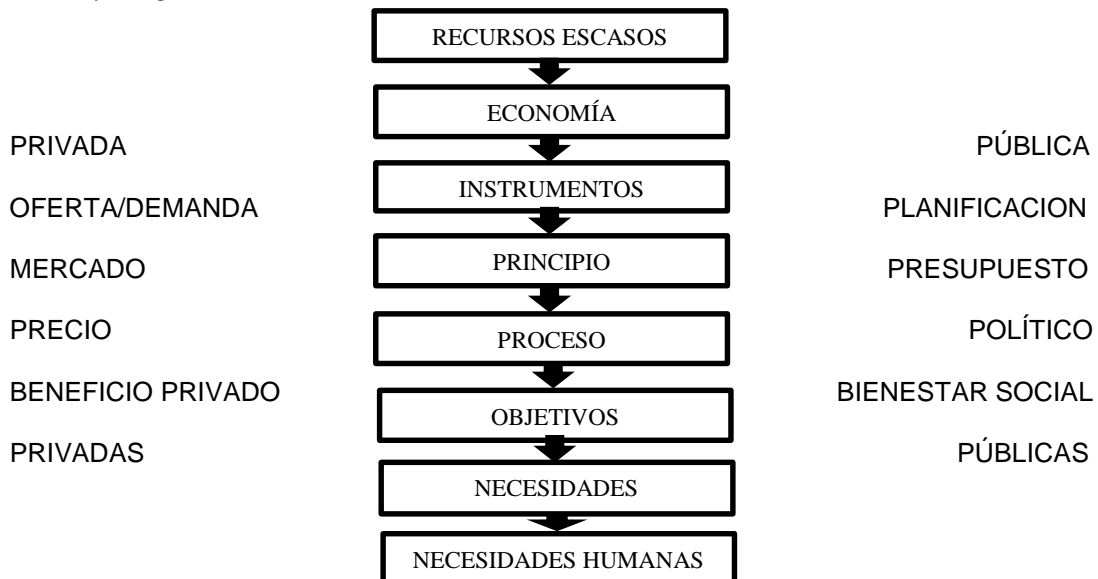 RECURSOS ESCASOS
ECONOMÍA
PRIVADA
PÚBLICA
INSTRUMENTOS
OFERTA/DEMANDA
PLANIFICACION
PRINCIPIO
MERCADO
PRESUPUESTO
PROCESO
PRECIO
POLÍTICO
BENEFICIO PRIVADO
BIENESTAR SOCIAL
OBJETIVOS
PRIVADAS
PÚBLICAS
NECESIDADES
NECESIDADES HUMANAS